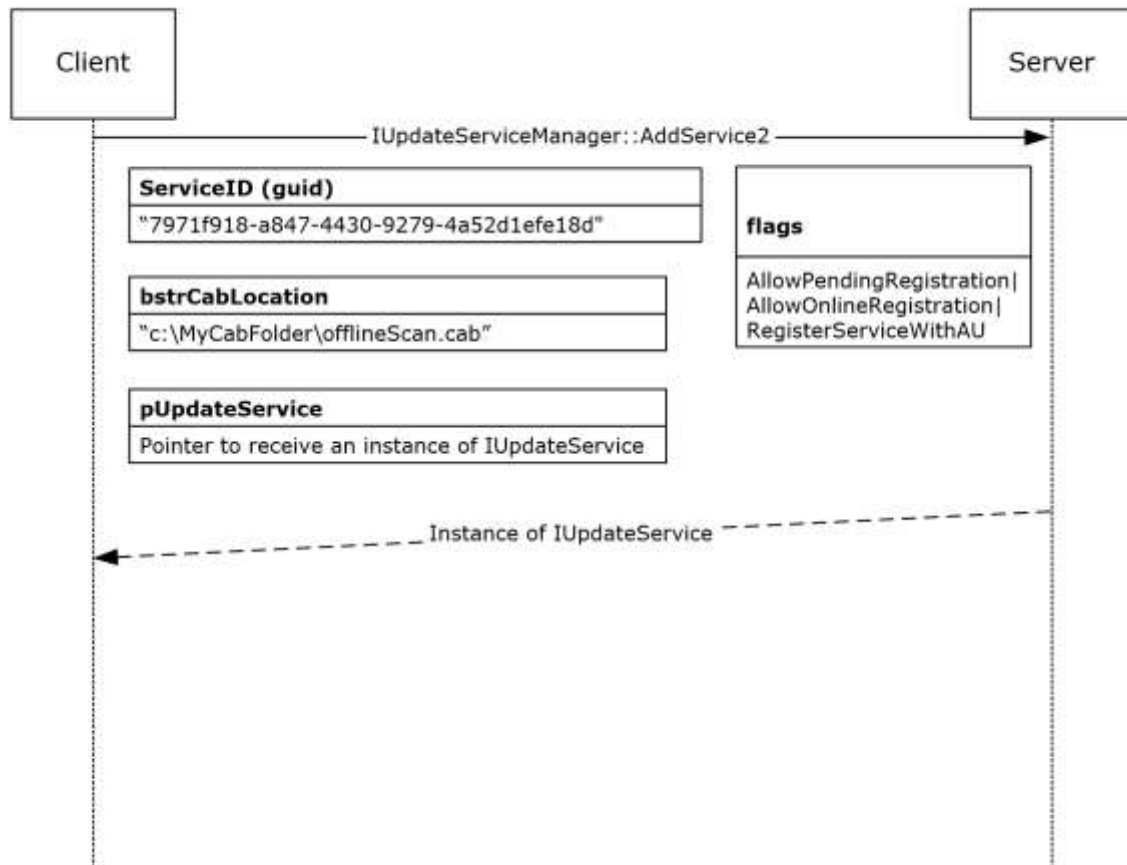 Client
Server
IUpdateServiceManager::AddService2
ServiceID (guid)
“7971f918-a847-4430-9279-4a52d1efe18d”
flags
AllowPendingRegistration|
AllowOnlineRegistration|
RegisterServiceWithAU
bstrCabLocation
“c:\MyCabFolder\offlineScan.cab”
pUpdateService
Pointer to receive an instance of IUpdateService
Instance of IUpdateService